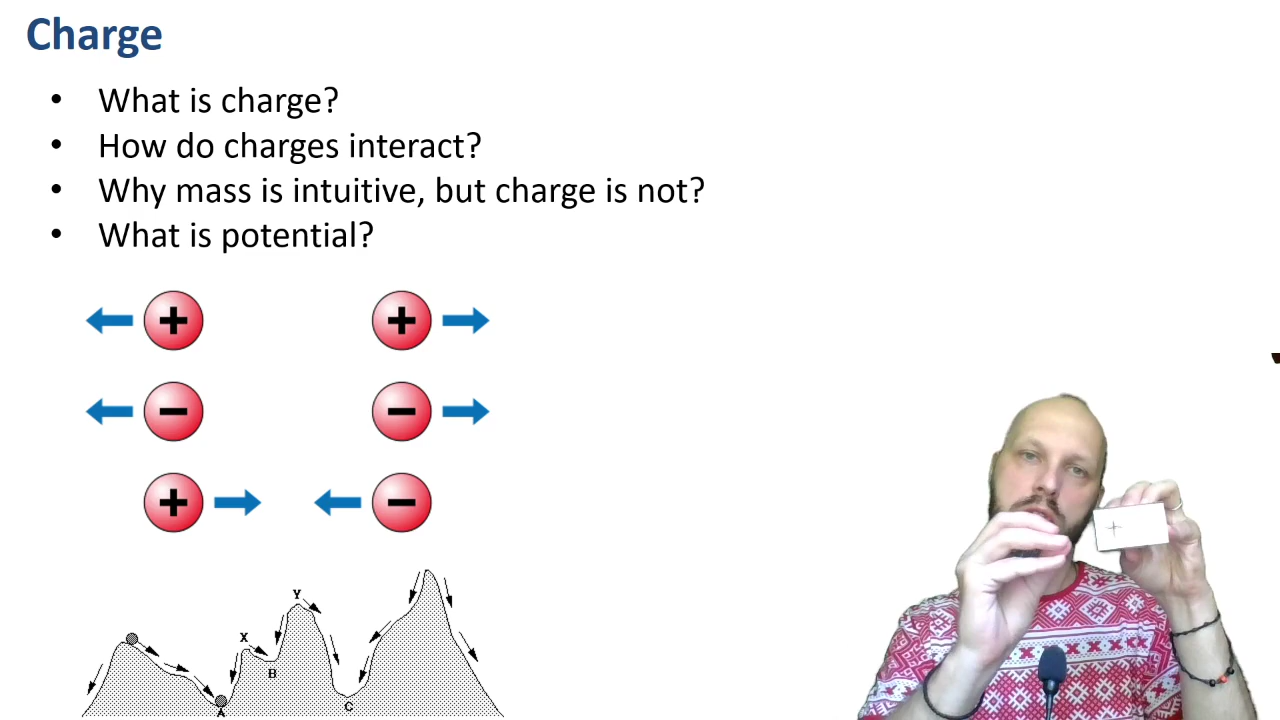 Charge
• What is charge?
• How do charges interact?
• Why mass is intuitive, but charge is not?
• What is potential?
+ +
− −
+ −
+
Y
X
B
C
A